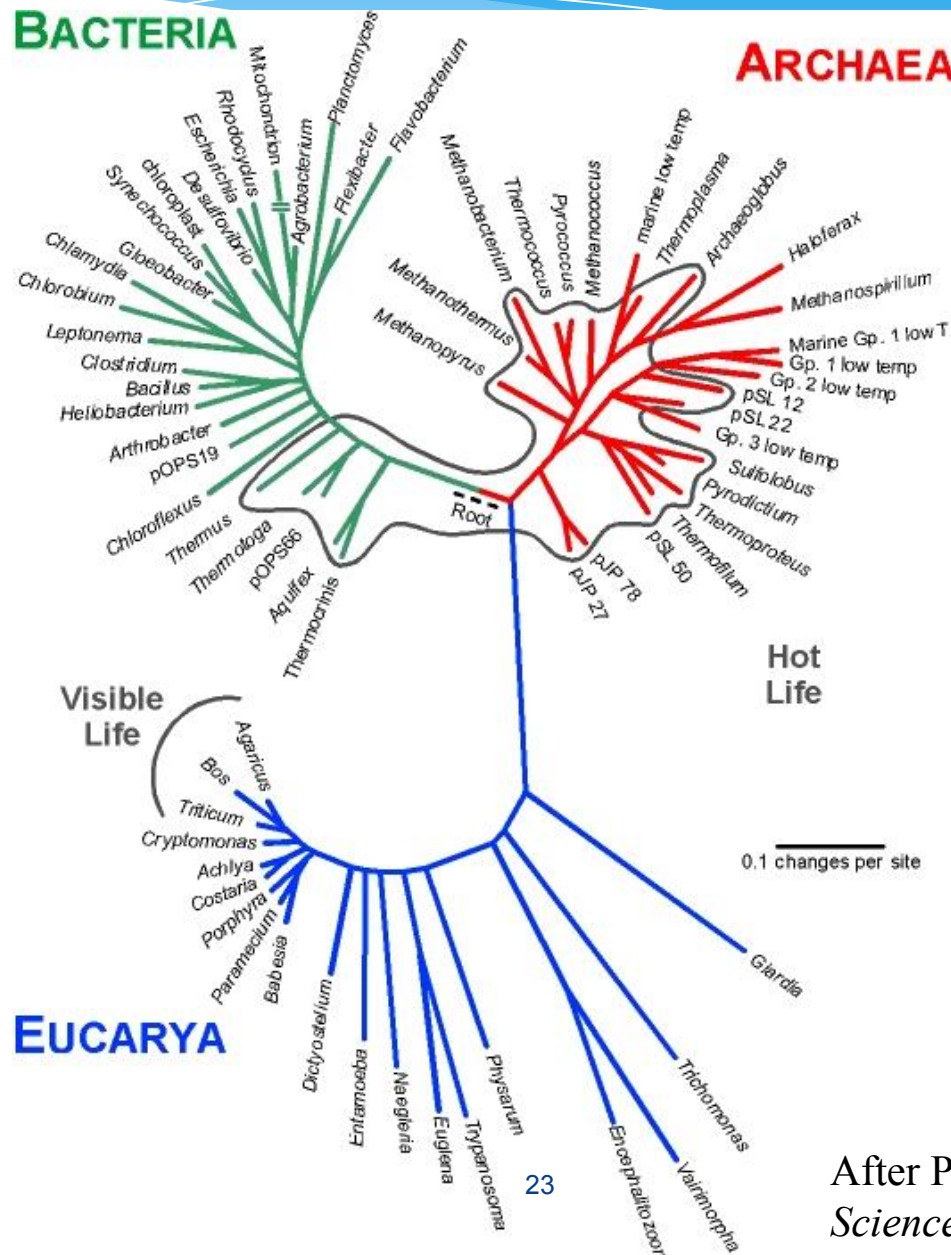 BACTERIA
ARCHAEA
Mitochondrion
Rhodocyclus
Escherichia
Desulfovibrio
chloroplast
Synechococcus
Gloeobacter
Chlamydia
Chlorobium
Leptonema
Clostridium
Bacillus
Heliobacterium
Arthrobacter
pOPS19
Chloroflexus
Thermus
Thermotoga
pOPS66
Aquifex
Thermocrinis
Agrobacterium
Planctomyces
Flexibacter
Flavobacterium
Methanobacterium
Methanothermus
Methanopyrus
Thermococcus
Pyrococcus
Methanococcus
marine low temp
Thermoplasma
Archaeoglobus
Haloferax
Methanospirillum
Marine Gp. 1 low T
Gp. 1 low temp
Gp. 2 low temp
pSL 12
pSL 22
Gp. 3 low temp
Sulfolobus
Pyrodictium
Thermoproteus
Thermofilum
pSL 50
pJP 78
pJP 27
Root
Hot
Life
Visible
Life
Agaricus
Bos
Triticum
Cryptomonas
Achlya
Costaria
Porphyra
Paramecium
Babesia
Dictyostelium
Entamoeba
Naegleria
Euglena
Trypanosoma
Physarum
Encephalitozoon
Vairimorpha
Trichomonas
Giardia
0.1 changes per site
EUCARYA
23
After P
Science